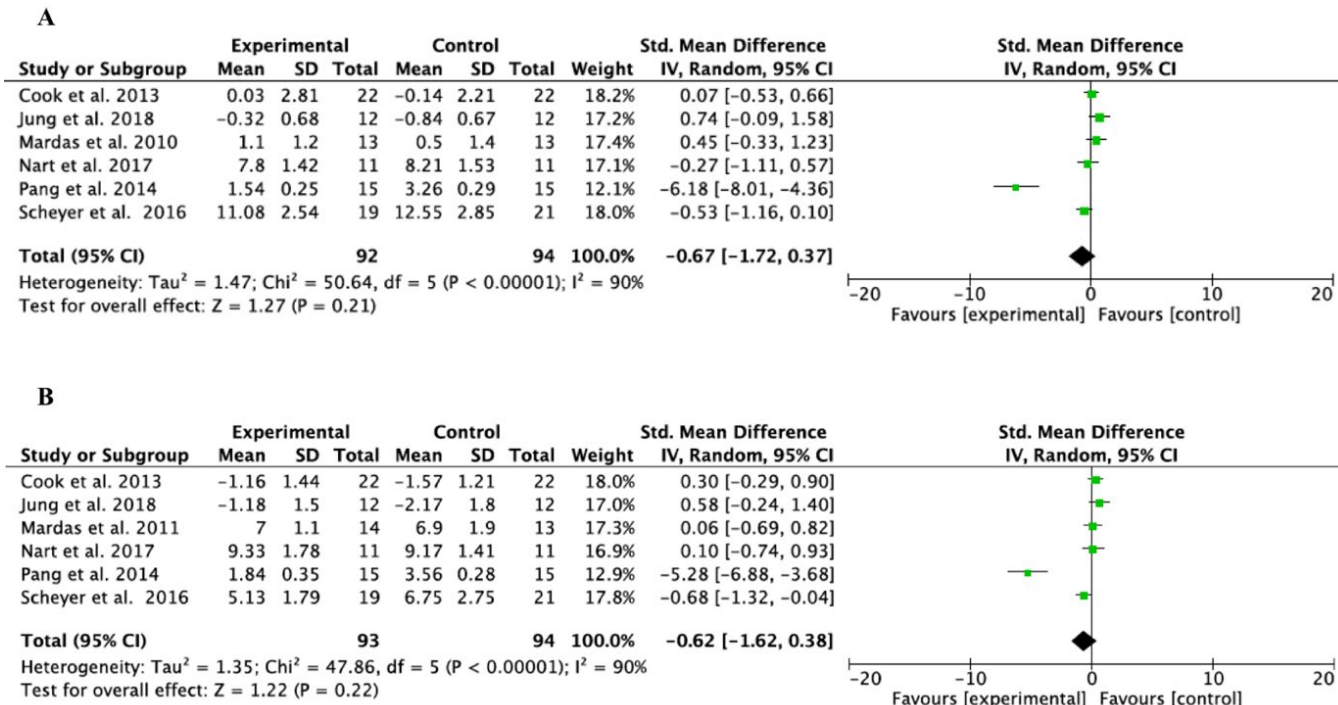 A
Experimental Control Std. Mean Difference Std. Mean Difference
Study or Subgroup Mean SD Total Mean SD Total Weight IV, Random, 95% CI IV, Random, 95% CI
Cook et al. 2013 0.03 2.81 22 −0.14 2.21 22 18.2% 0.07 [−0.53, 0.66]
Jung et al. 2018 −0.32 0.68 12 −0.84 0.67 12 17.2% 0.74 [−0.09, 1.58]
Mardas et al. 2010 1.1 1.2 13 0.5 1.4 13 17.4% 0.45 [−0.33, 1.23]
Nart et al. 2017 7.8 1.42 11 8.21 1.53 11 17.1% −0.27 [−1.11, 0.57]
Pang et al. 2014 1.54 0.25 15 3.26 0.29 15 12.1% −6.18 [−8.01, −4.36]
Scheyer et al. 2016 11.08 2.54 19 12.55 2.85 21 18.0% −0.53 [−1.16, 0.10]
Total (95% CI) 92 94 100.0% −0.67 [−1.72, 0.37]
Heterogeneity: Tau² = 1.47; Chi² = 50.64, df = 5 (P < 0.00001); I² = 90%
Test for overall effect: Z = 1.27 (P = 0.21)
−20 −10 0 10 20
Favours [experimental] Favours [control]
B
Experimental Control Std. Mean Difference Std. Mean Difference
Study or Subgroup Mean SD Total Mean SD Total Weight IV, Random, 95% CI IV, Random, 95% CI
Cook et al. 2013 −1.16 1.44 22 −1.57 1.21 22 18.0% 0.30 [−0.29, 0.90]
Jung et al. 2018 −1.18 1.5 12 −2.17 1.8 12 17.0% 0.58 [−0.24, 1.40]
Mardas et al. 2011 7 1.1 14 6.9 1.9 13 17.3% 0.06 [−0.69, 0.82]
Nart et al. 2017 9.33 1.78 11 9.17 1.41 11 16.9% 0.10 [−0.74, 0.93]
Pang et al. 2014 1.84 0.35 15 3.56 0.28 15 12.9% −5.28 [−6.88, −3.68]
Scheyer et al. 2016 5.13 1.79 19 6.75 2.75 21 17.8% −0.68 [−1.32, −0.04]
Total (95% CI) 93 94 100.0% −0.62 [−1.62, 0.38]
Heterogeneity: Tau² = 1.35; Chi² = 47.86, df = 5 (P < 0.00001); I² = 90%
Test for overall effect: Z = 1.22 (P = 0.22)
−20 −10 0 10 20
Favours [experimental] Favours [control]